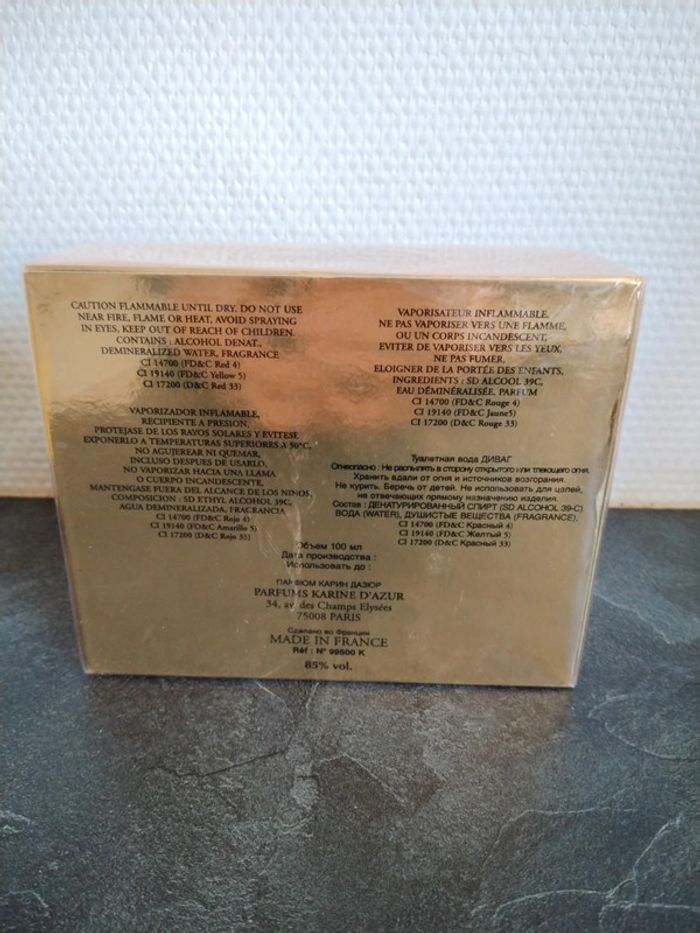 CAUTION FLAMMABLE UNTIL DRY. DO NOT USE
NEAR FIRE, FLAME OR HEAT, AVOID SPRAYING
IN EYES, KEEP OUT OF REACH OF CHILDREN.
CONTAINS : ALCOHOL DENAT.,
DEMINERALIZED WATER, FRAGRANCE
CI 14700 (FD&C Red 4)
CI 19140 (FD&C Yellow 5)
CI 17200 (D&C Red 33)
VAPORISATEUR INFLAMMABLE,
NE PAS VAPORISER VERS UNE FLAMME,
OU UN CORPS INCANDESCENT,
EVITER DE VAPORISER VERS LES YEUX,
NE PAS FUMER,
ELOIGNER DE LA PORTÉE DES ENFANTS,
INGREDIENTS : SD ALCOOL 39C,
EAU DÉMINÉRALISÉE, PARFUM
CI 14700 (FD&C Rouge 4)
CI 19140 (FD&C Jaune5)
CI 17200 (D&C Rouge 33)
VAPORIZADOR INFLAMABLE,
RECIPIENTE A PRESION,
PROTEJASE DE LOS RAYOS SOLARES Y EVITESE,
EXPONERLO A TEMPERATURAS SUPERIORES A 50°C,
NO AGUJEREAR NI QUEMAR,
INCLUSO DESPUES DE USARLO,
NO VAPORIZAR HACIA UNA LLAMA
O CUERPO INCANDESCENTE,
MANTENGASE FUERA DEL ALCANCE DE LOS NINOS,
COMPOSICION : SD ETHYL ALCOHOL 39C,
AGUA DEMINERALIZADA, FRAGRANCIA
CI 14700 (FD&C Rojo 4)
CI 19140 (FD&C Amarillo 5)
CI 17200 (D&C Rojo 33)
Туалетная вода ДИВАГ
Огнеопасно : Не распылять в сторону открытого или тлеющего огня,
Хранить вдали от огня и источников возгорания.
Не курить. Беречь от детей. Не использовать для целей,
не отвечающих прямому назначению изделия.
Состав : ДЕНАТУРИРОВАННЫЙ СПИРТ (SD ALCOHOL 39-C)
ВОДА (WATER), ДУШИСТЫЕ ВЕЩЕСТВА (FRAGRANCE),
CI 14700 (FD&C Красный 4)
CI 19140 (FD&C Желтый 5)
CI 17200 (D&C Красный 33)
Объем 100 мл
Дата производства :
Использовать до :
ПАРФЮМ КАРИН ДАЗЮР
PARFUMS KARINE D'AZUR
34, av. des Champs Elysées
75008 PARIS
Сделано во Франции
MADE IN FRANCE
Réf : N° 99500 K
85% vol.